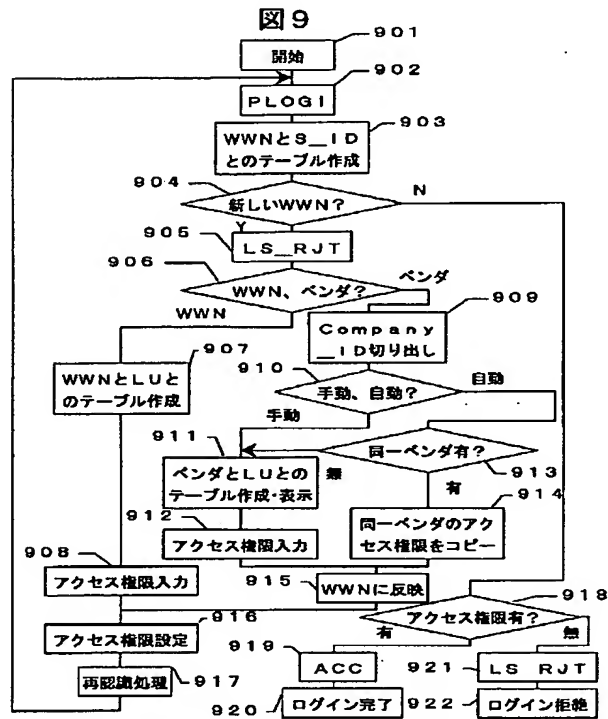 図9
開始
901
PLOGI
902
WWNとS_ID
とのテーブル作成
903
904
新しいWWN?
N
Y
905
LS_RJT
906
WWN、ベンダ?
ベンダ
WWN
907
WWNとLUと
のテーブル作成
Company
_ID切り出し
909
910
手動、自動?
自動
手動
911
ベンダとLUとの
テーブル作成・表示
無
同一ベンダ有?
913
有
914
912
アクセス権限入力
同一ベンダのアク
セス権限をコピー
908
アクセス権限入力
915
WWNに反映
916
アクセス権限設定
918
アクセス権限有?
有
無
917
再認識処理
919
ACC
921
LS RJT
920
ログイン完了
922
ログイン拒絶